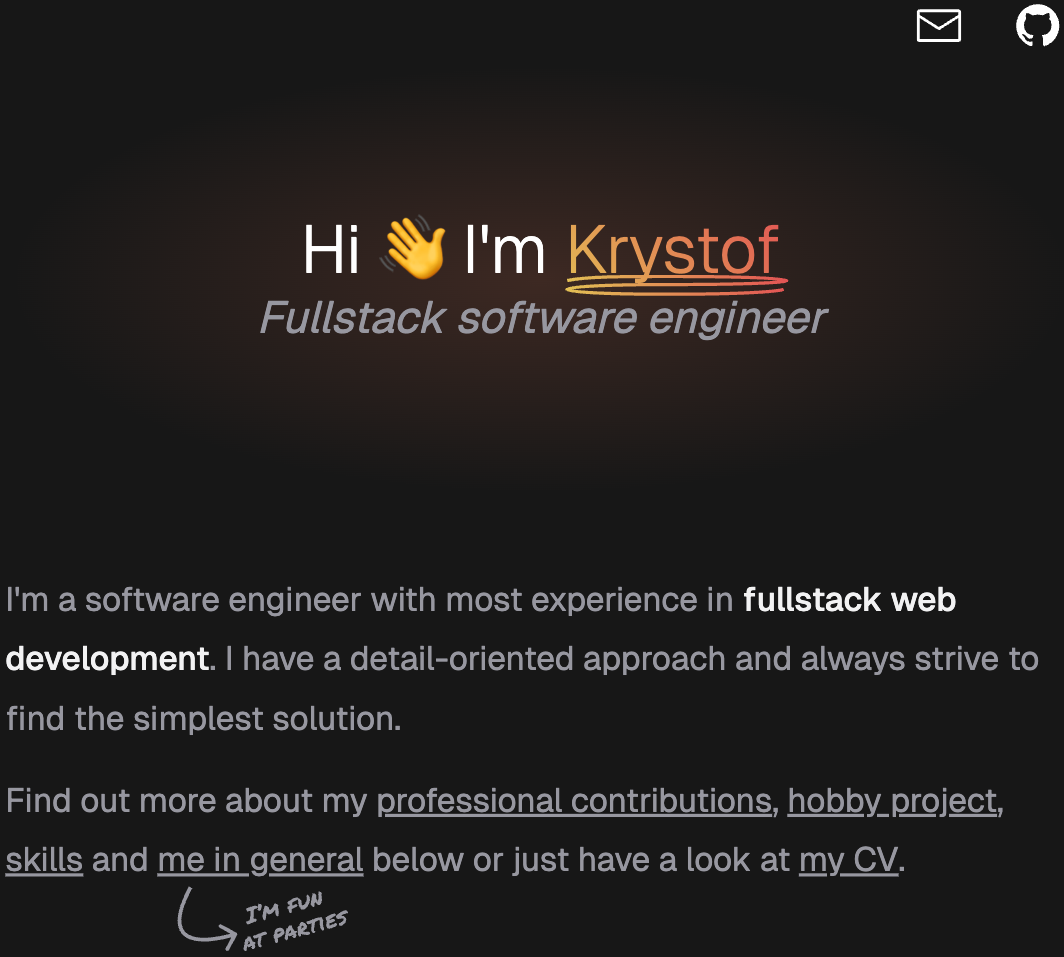 Hi 👋 I'm Krystof
Fullstack software engineer
I'm a software engineer with most experience in fullstack web
development. I have a detail-oriented approach and always strive to
find the simplest solution.
Find out more about my professional contributions, hobby project,
skills and me in general below or just have a look at my CV.
I'M FUN
AT PARTIES